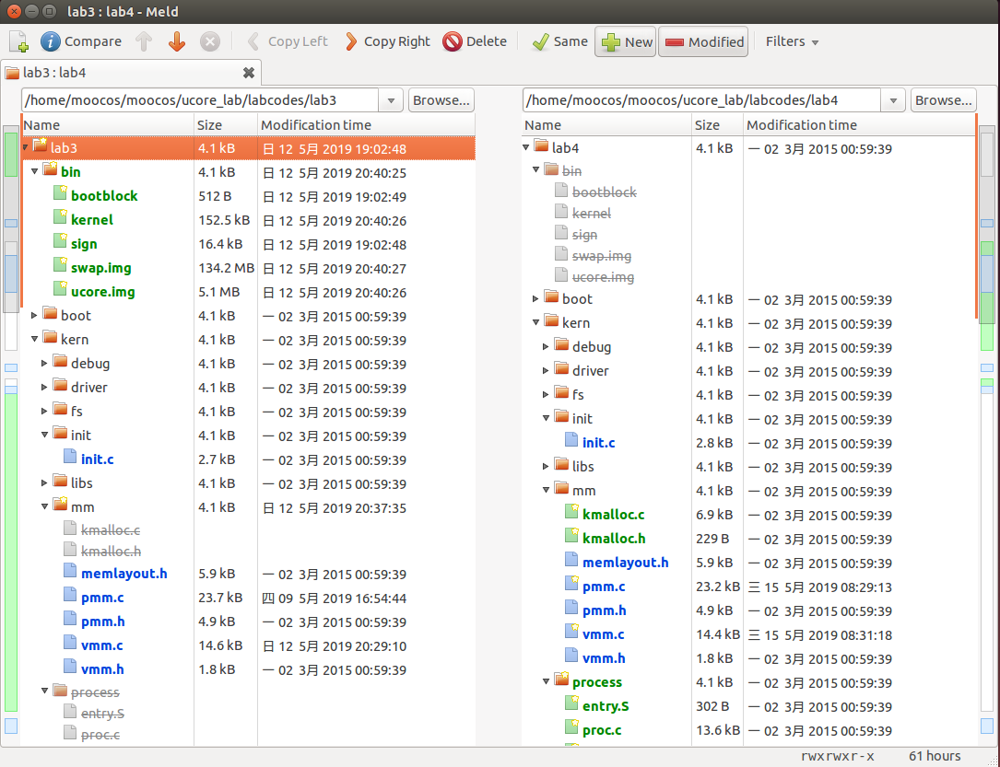 lab3 : lab4 - Meld
Compare Copy Left Copy Right Delete Same New Modified Filters
lab3 : lab4
/home/moocos/moocos/ucore_lab/labcodes/lab3 Browse...
Name Size Modification time
lab3 4.1 kB 日 12 5月 2019 19:02:48
bin 4.1 kB 日 12 5月 2019 20:40:25
bootblock 512 B 日 12 5月 2019 19:02:49
kernel 152.5 kB 日 12 5月 2019 20:40:26
sign 16.4 kB 日 12 5月 2019 19:02:48
swap.img 134.2 MB 日 12 5月 2019 20:40:27
ucore.img 5.1 MB 日 12 5月 2019 20:40:26
boot 4.1 kB 一 02 3月 2015 00:59:39
kern 4.1 kB 一 02 3月 2015 00:59:39
debug 4.1 kB 一 02 3月 2015 00:59:39
driver 4.1 kB 一 02 3月 2015 00:59:39
fs 4.1 kB 一 02 3月 2015 00:59:39
init 4.1 kB 一 02 3月 2015 00:59:39
init.c 2.7 kB 一 02 3月 2015 00:59:39
libs 4.1 kB 一 02 3月 2015 00:59:39
mm 4.1 kB 日 12 5月 2019 20:37:35
kmalloc.c
kmalloc.h
memlayout.h 5.9 kB 一 02 3月 2015 00:59:39
pmm.c 23.7 kB 四 09 5月 2019 16:54:44
pmm.h 4.9 kB 一 02 3月 2015 00:59:39
vmm.c 14.6 kB 日 12 5月 2019 20:29:10
vmm.h 1.8 kB 一 02 3月 2015 00:59:39
process
entry.S
proc.c
/home/moocos/moocos/ucore_lab/labcodes/lab4 Browse...
Name Size Modification time
lab4 4.1 kB 一 02 3月 2015 00:59:39
bin
bootblock
kernel
sign
swap.img
ucore.img
boot 4.1 kB 一 02 3月 2015 00:59:39
kern 4.1 kB 一 02 3月 2015 00:59:39
debug 4.1 kB 一 02 3月 2015 00:59:39
driver 4.1 kB 一 02 3月 2015 00:59:39
fs 4.1 kB 一 02 3月 2015 00:59:39
init 4.1 kB 一 02 3月 2015 00:59:39
init.c 2.8 kB 一 02 3月 2015 00:59:39
libs 4.1 kB 一 02 3月 2015 00:59:39
mm 4.1 kB 一 02 3月 2015 00:59:39
kmalloc.c 6.9 kB 一 02 3月 2015 00:59:39
kmalloc.h 229 B 一 02 3月 2015 00:59:39
memlayout.h 5.9 kB 一 02 3月 2015 00:59:39
pmm.c 23.2 kB 三 15 5月 2019 08:29:13
pmm.h 4.9 kB 一 02 3月 2015 00:59:39
vmm.c 14.4 kB 三 15 5月 2019 08:31:18
vmm.h 1.8 kB 一 02 3月 2015 00:59:39
process 4.1 kB 一 02 3月 2015 00:59:39
entry.S 302 B 一 02 3月 2015 00:59:39
proc.c 13.6 kB 一 02 3月 2015 00:59:39
rwxrwxr-x 61 hours